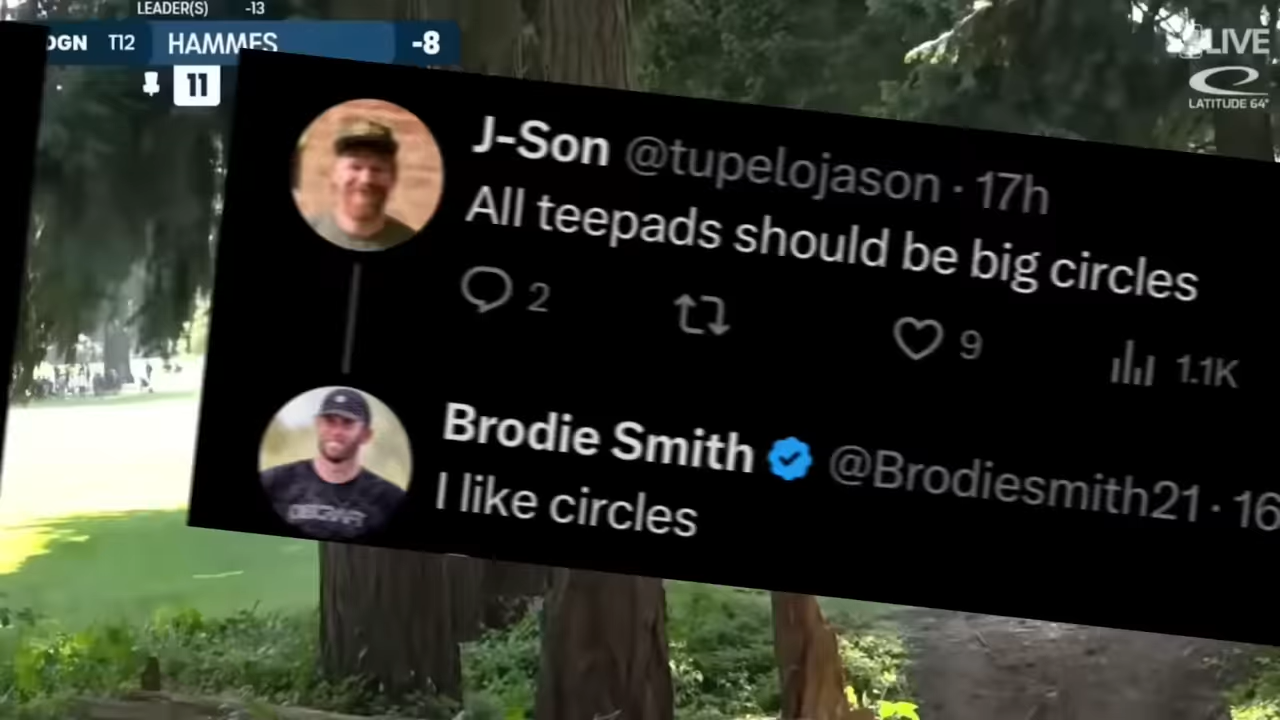 LEADER(S) -13
T12 HAMMES -8
11
LIVE
LATITUDE 64°
J-Son @tupelojason · 17h
All teepads should be big circles
2 9 1.1K
Brodie Smith @Brodiesmith21 · 16
I like circles